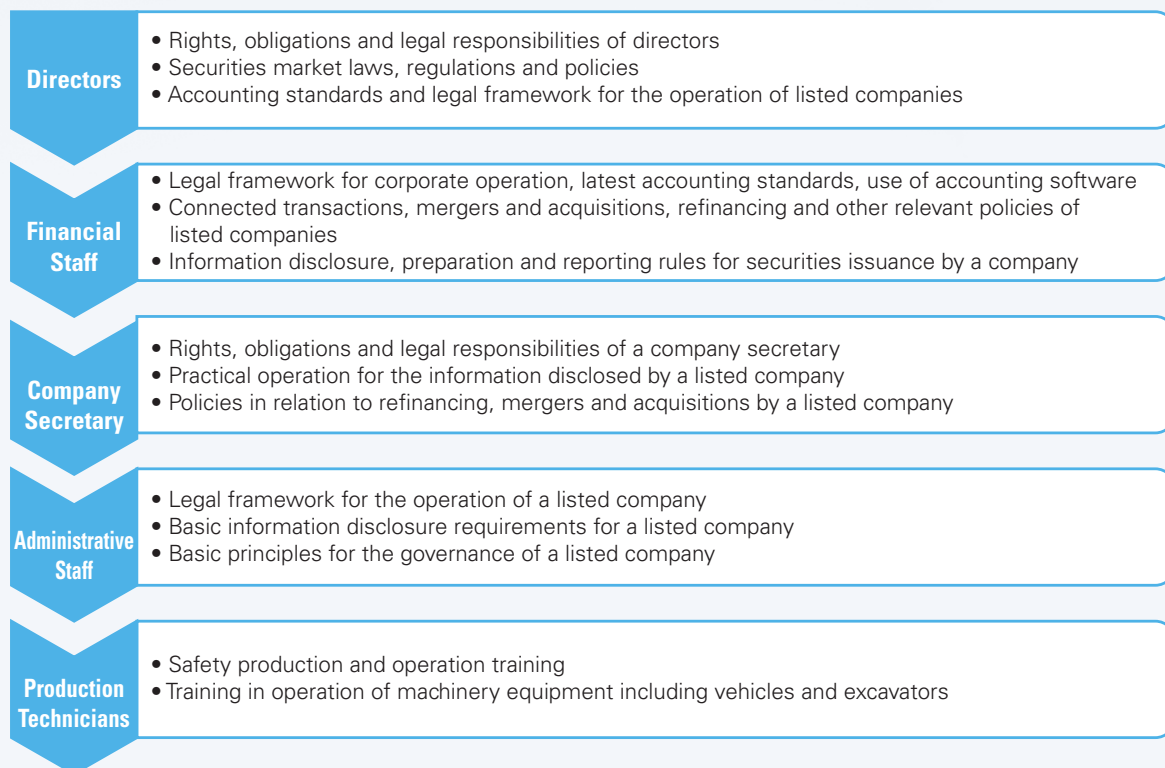 Directors
• Rights, obligations and legal responsibilities of directors
• Securities market laws, regulations and policies
• Accounting standards and legal framework for the operation of listed companies
Financial
Staff
• Legal framework for corporate operation, latest accounting standards, use of accounting software
• Connected transactions, mergers and acquisitions, refinancing and other relevant policies of
listed companies
• Information disclosure, preparation and reporting rules for securities issuance by a company
Company
Secretary
• Rights, obligations and legal responsibilities of a company secretary
• Practical operation for the information disclosed by a listed company
• Policies in relation to refinancing, mergers and acquisitions by a listed company
Administrative
Staff
• Legal framework for the operation of a listed company
• Basic information disclosure requirements for a listed company
• Basic principles for the governance of a listed company
Production
Technicians
• Safety production and operation training
• Training in operation of machinery equipment including vehicles and excavators